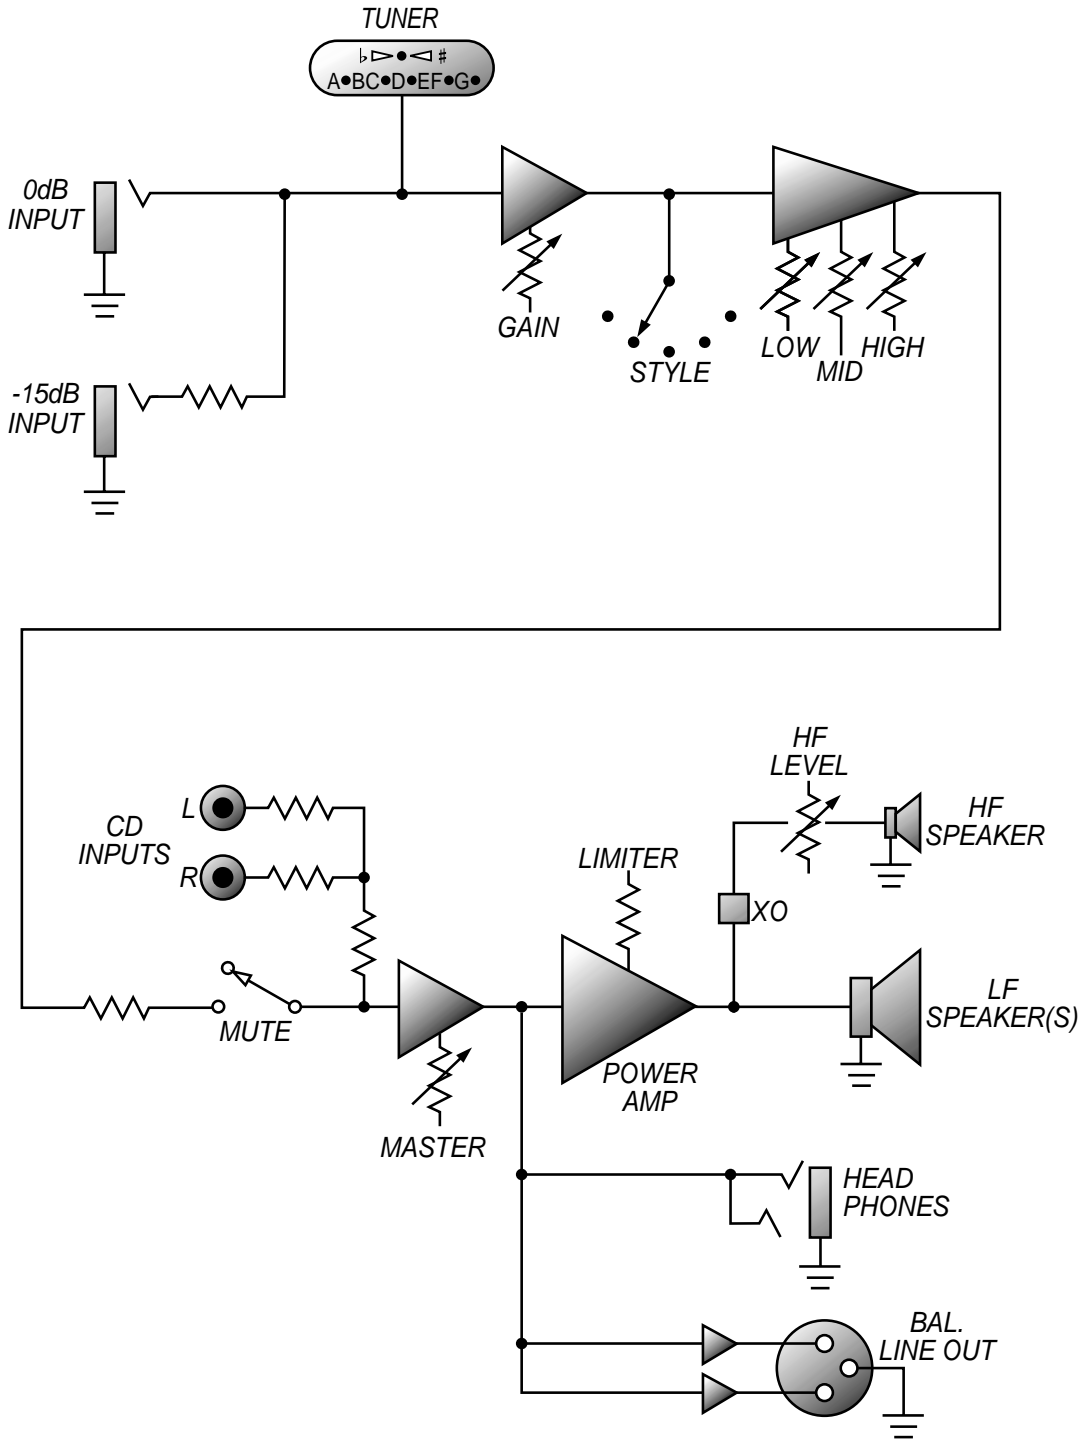 TUNER
♭ ▷●◁ ♯
A●BC●D●EF●G●
0dB
INPUT
GAIN
STYLE
LOW
MID
HIGH
-15dB
INPUT
HF
LEVEL
HF
SPEAKER
CD
INPUTS
L
R
LIMITER
XO
MUTE
LF
SPEAKER(S)
POWER
AMP
MASTER
HEAD
PHONES
BAL.
LINE OUT